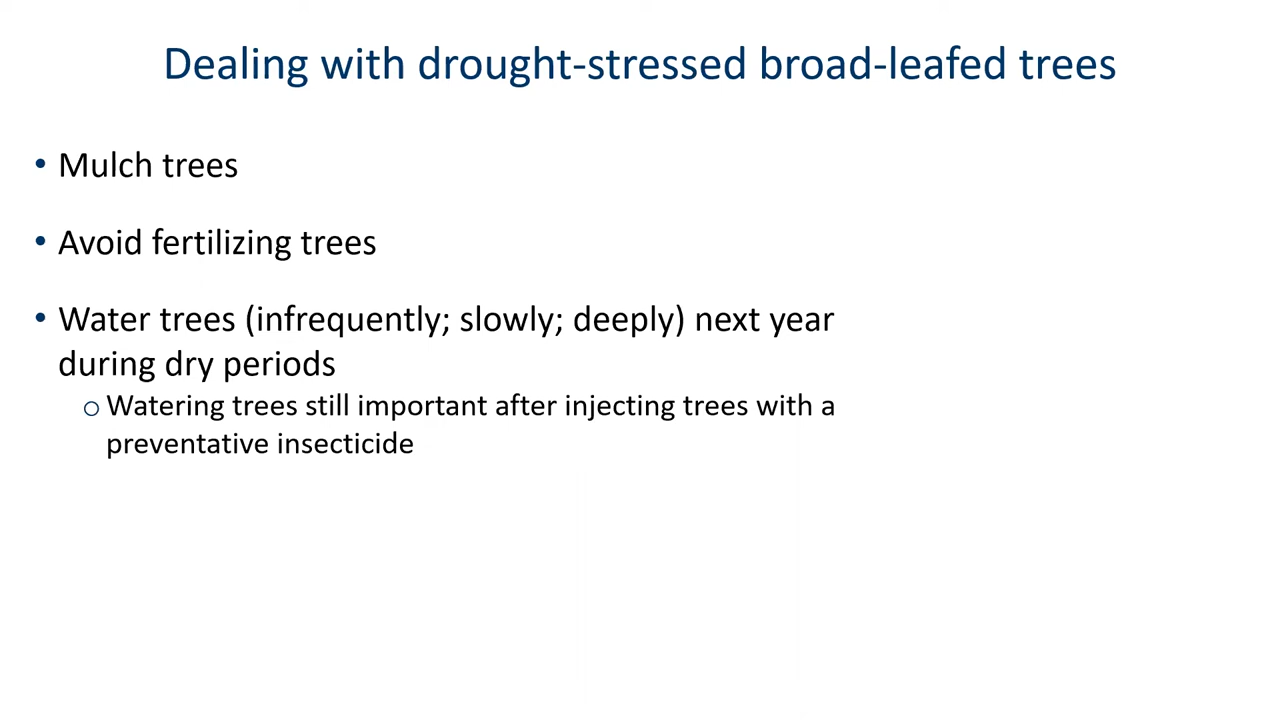 Dealing with drought-stressed broad-leafed trees
• Mulch trees
• Avoid fertilizing trees
• Water trees (infrequently; slowly; deeply) next year
during dry periods
o Watering trees still important after injecting trees with a
preventative insecticide